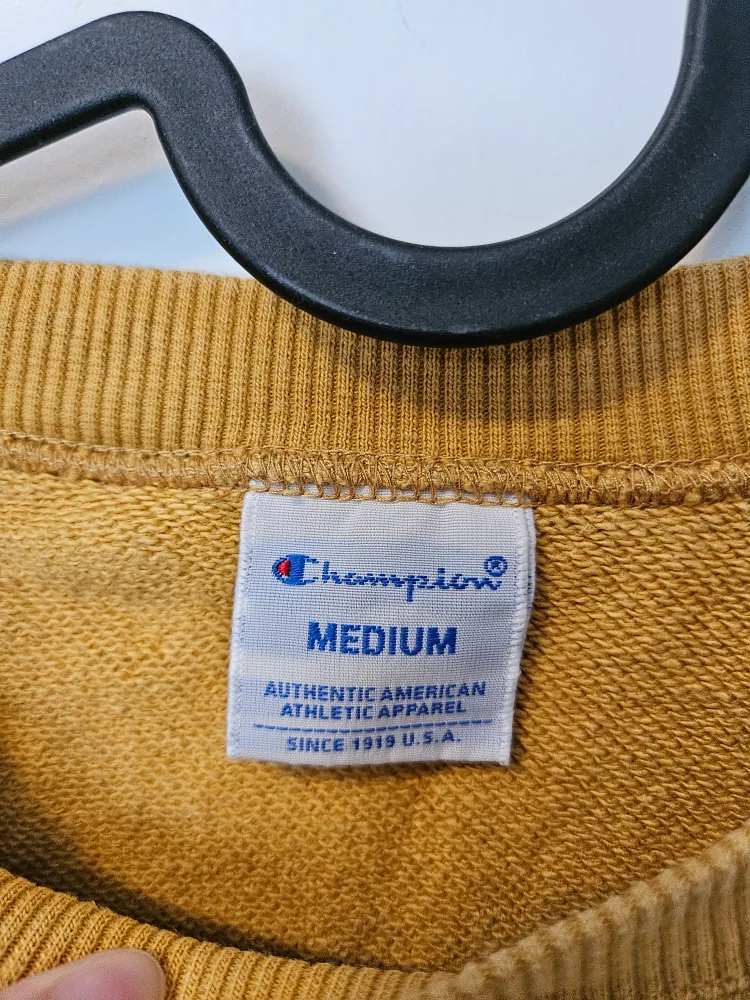 Champion®
MEDIUM
AUTHENTIC AMERICAN
ATHLETIC APPAREL
SINCE 1919 U.S.A.